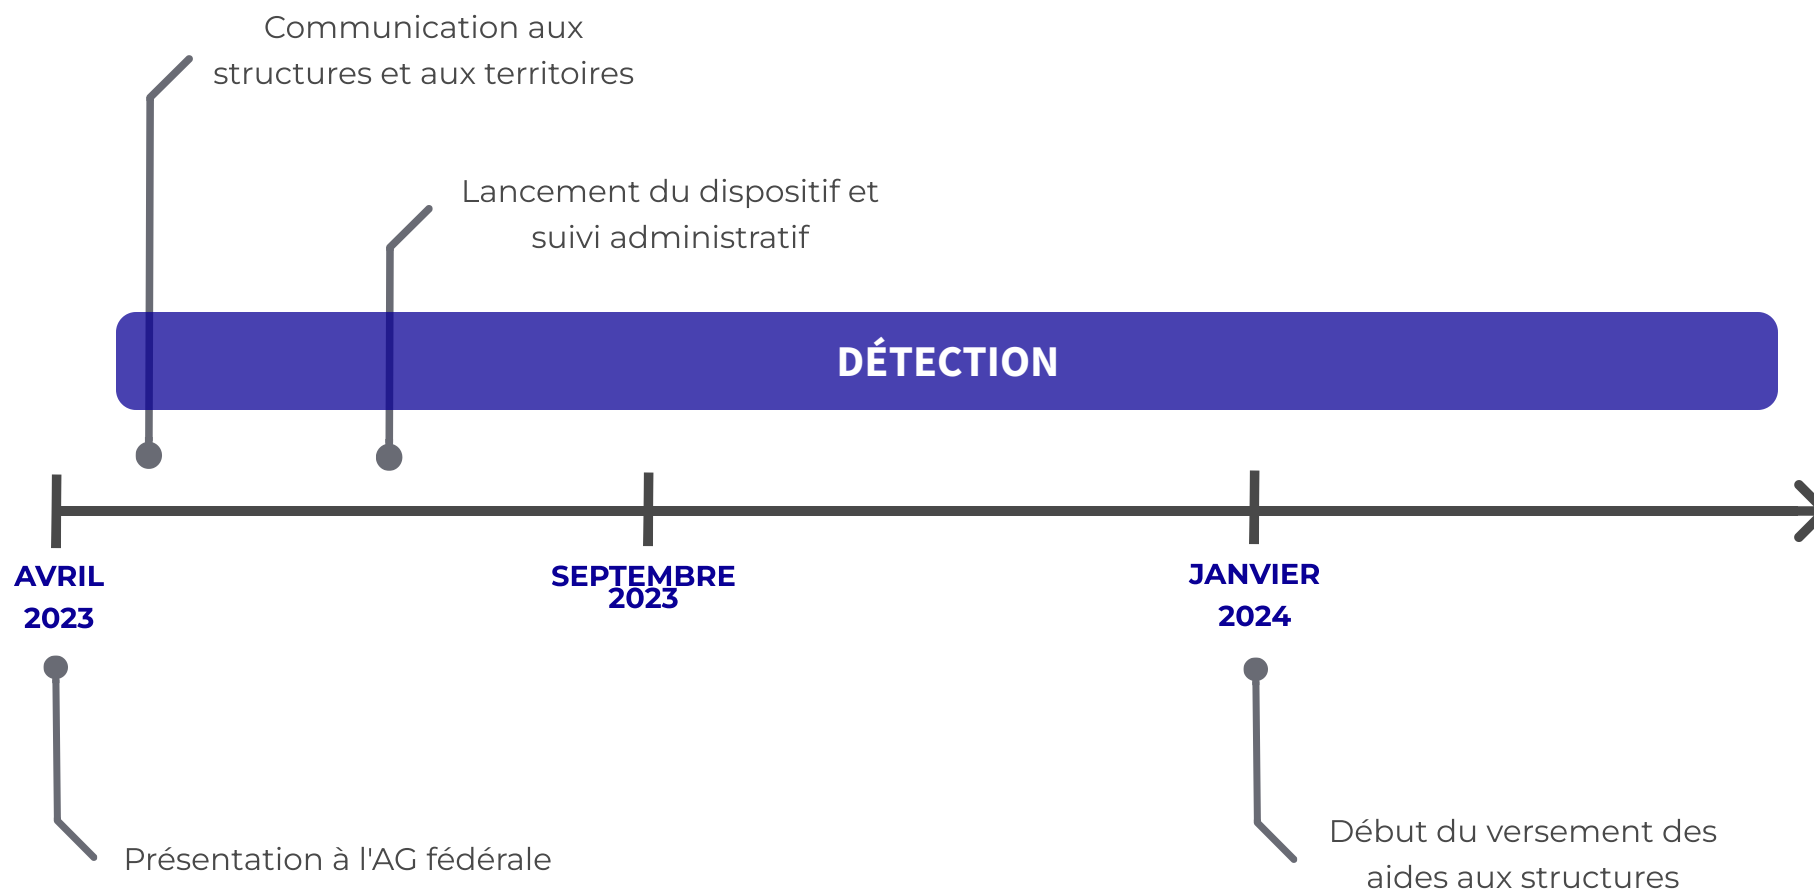 Communication aux
structures et aux territoires
Lancement du dispositif et
suivi administratif
DÉTECTION
AVRIL
2023
SEPTEMBRE
2023
JANVIER
2024
Présentation à l'AG fédérale
Début du versement des
aides aux structures